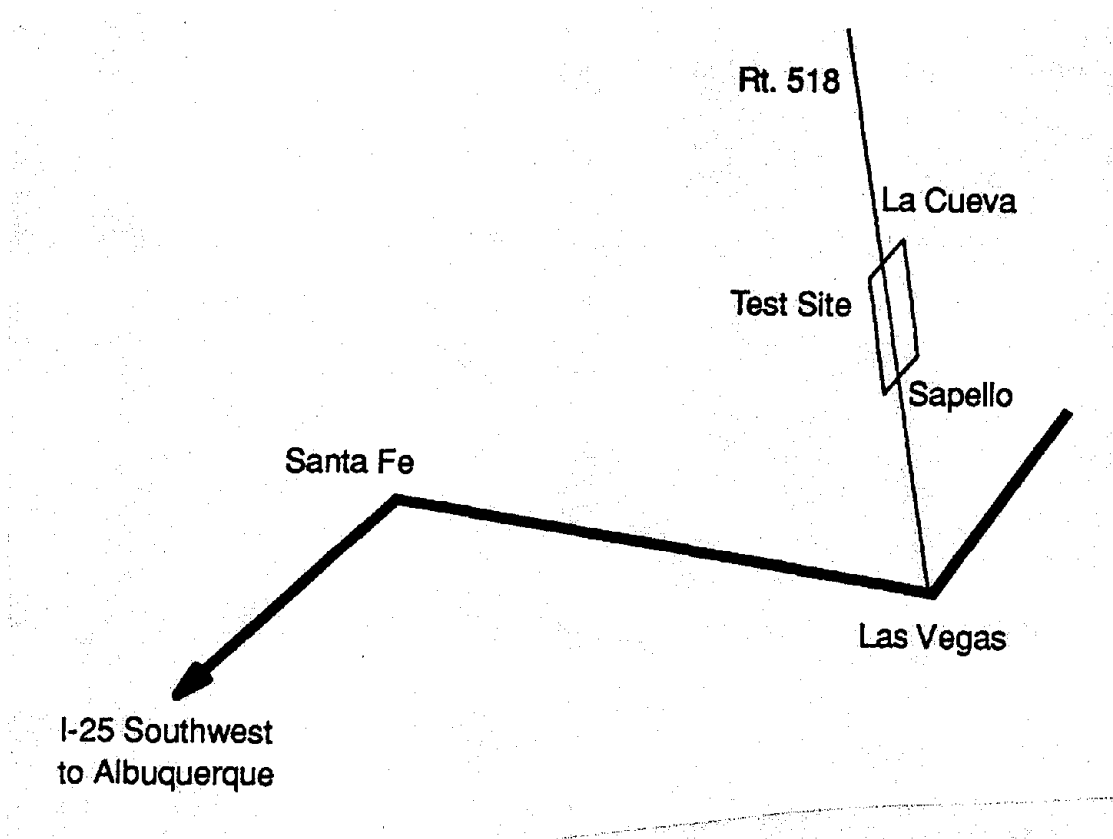 Rt. 518
La Cueva
Test Site
Sapello
Santa Fe
Las Vegas
I-25 Southwest
to Albuquerque